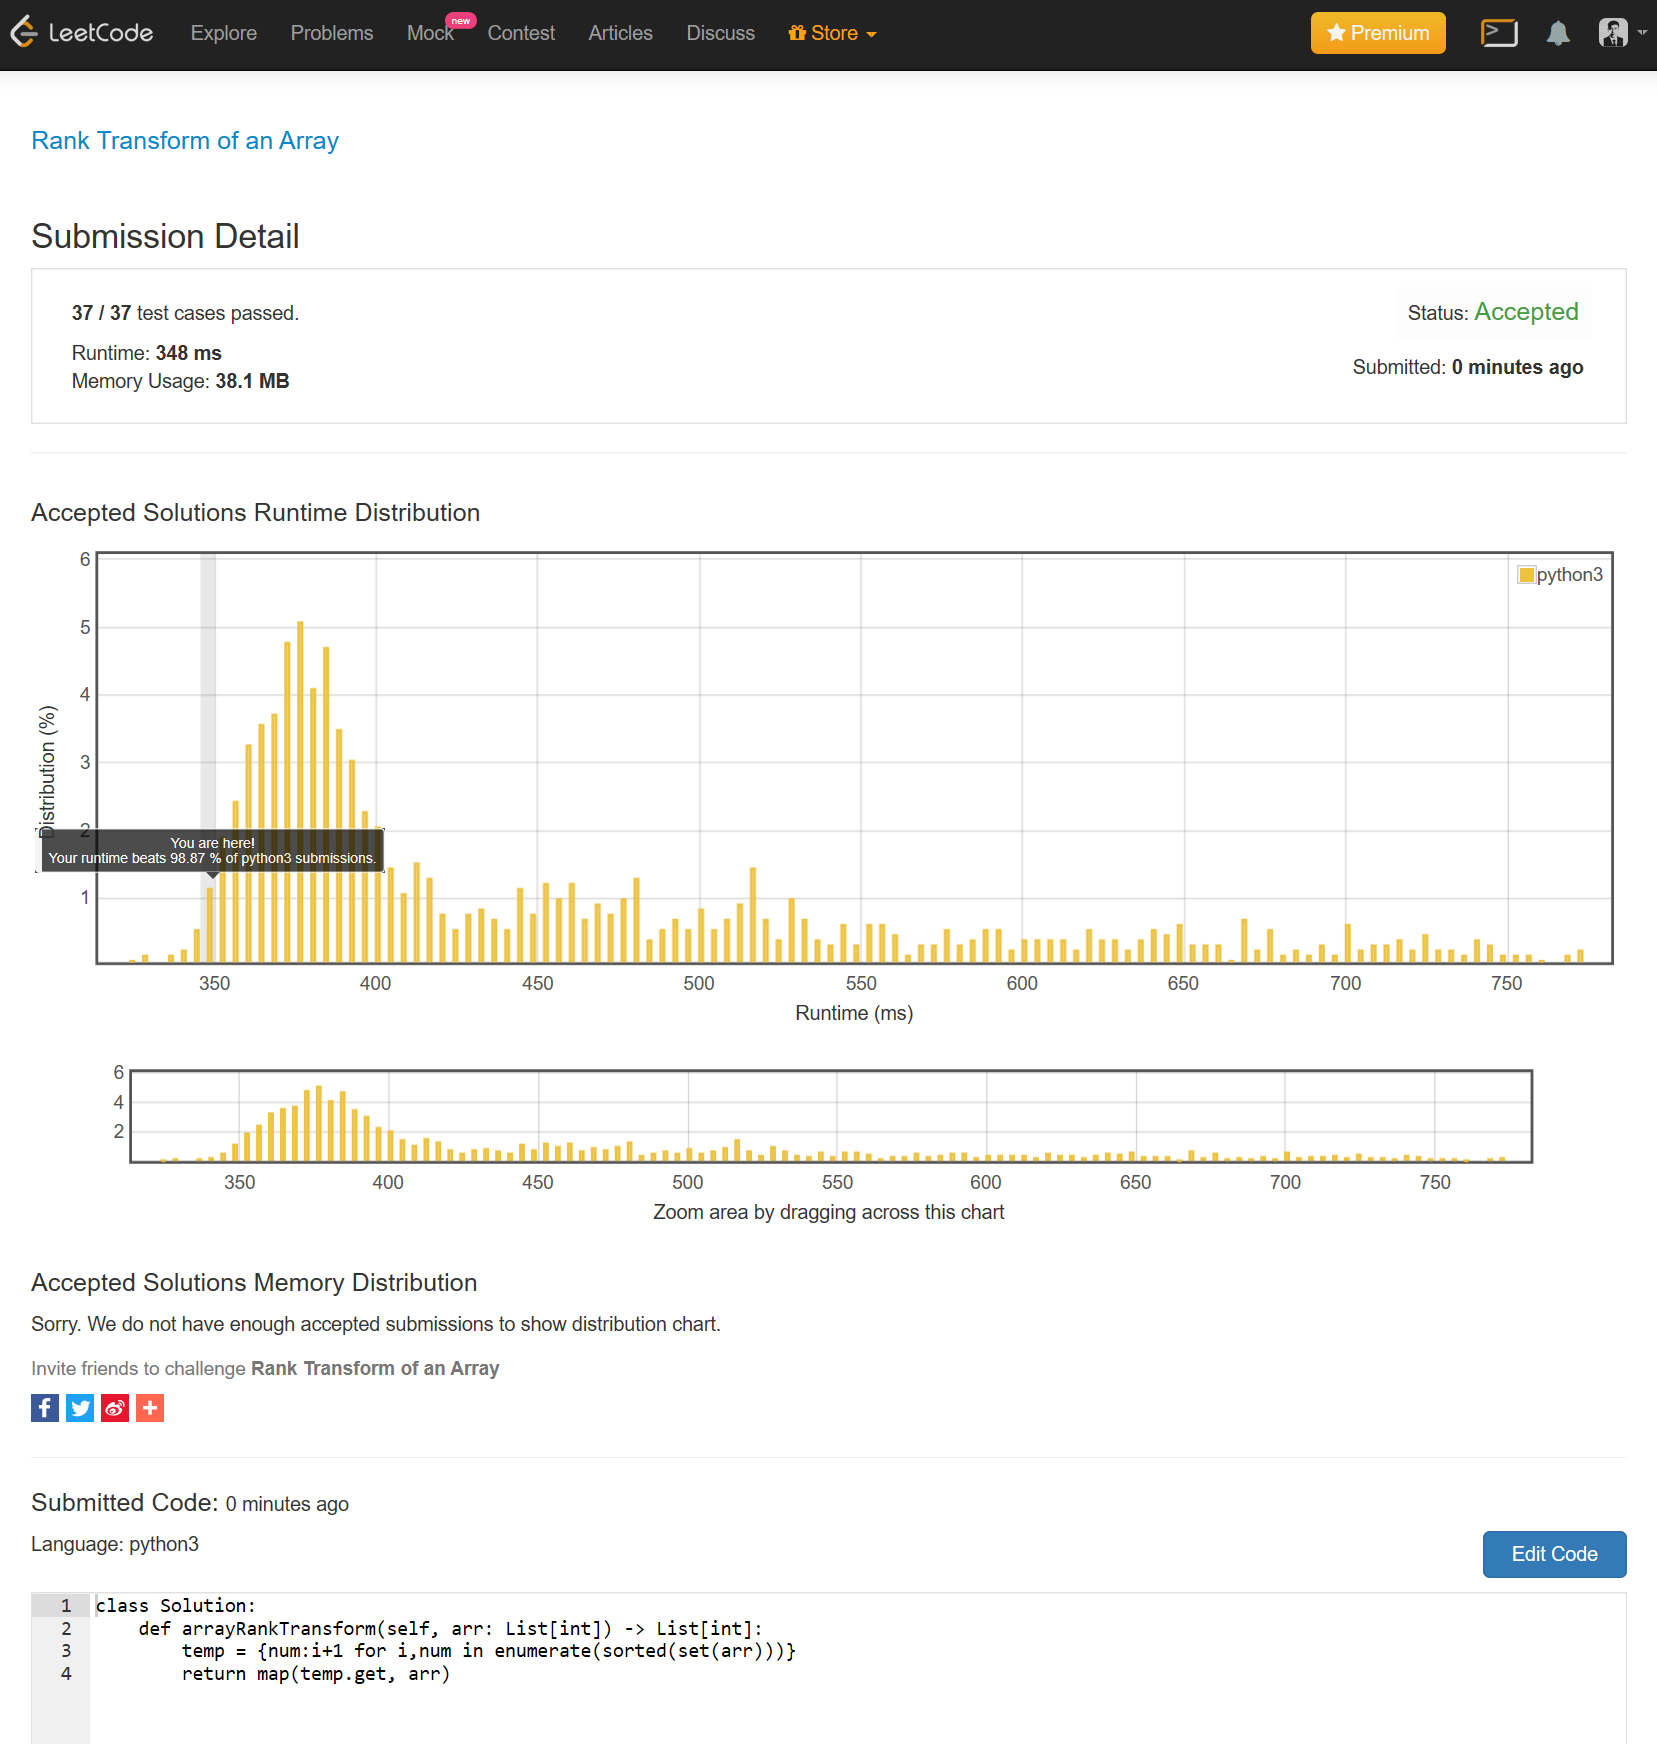 LeetCode Explore Problems Mock new Contest Articles Discuss Store Premium
Rank Transform of an Array
Submission Detail
37 / 37 test cases passed.
Status: Accepted
Runtime: 348 ms
Submitted: 0 minutes ago
Memory Usage: 38.1 MB
Accepted Solutions Runtime Distribution
6
python3
5
4
3
Distribution (%)
2
You are here!
Your runtime beats 98.87 % of python3 submissions.
1
350 400 450 500 550 600 650 700 750
Runtime (ms)
6
4
2
350 400 450 500 550 600 650 700 750
Zoom area by dragging across this chart
Accepted Solutions Memory Distribution
Sorry. We do not have enough accepted submissions to show distribution chart.
Invite friends to challenge Rank Transform of an Array
Submitted Code: 0 minutes ago
Language: python3
Edit Code
1 class Solution:
2     def arrayRankTransform(self, arr: List[int]) -> List[int]:
3         temp = {num:i+1 for i,num in enumerate(sorted(set(arr)))}
4         return map(temp.get, arr)